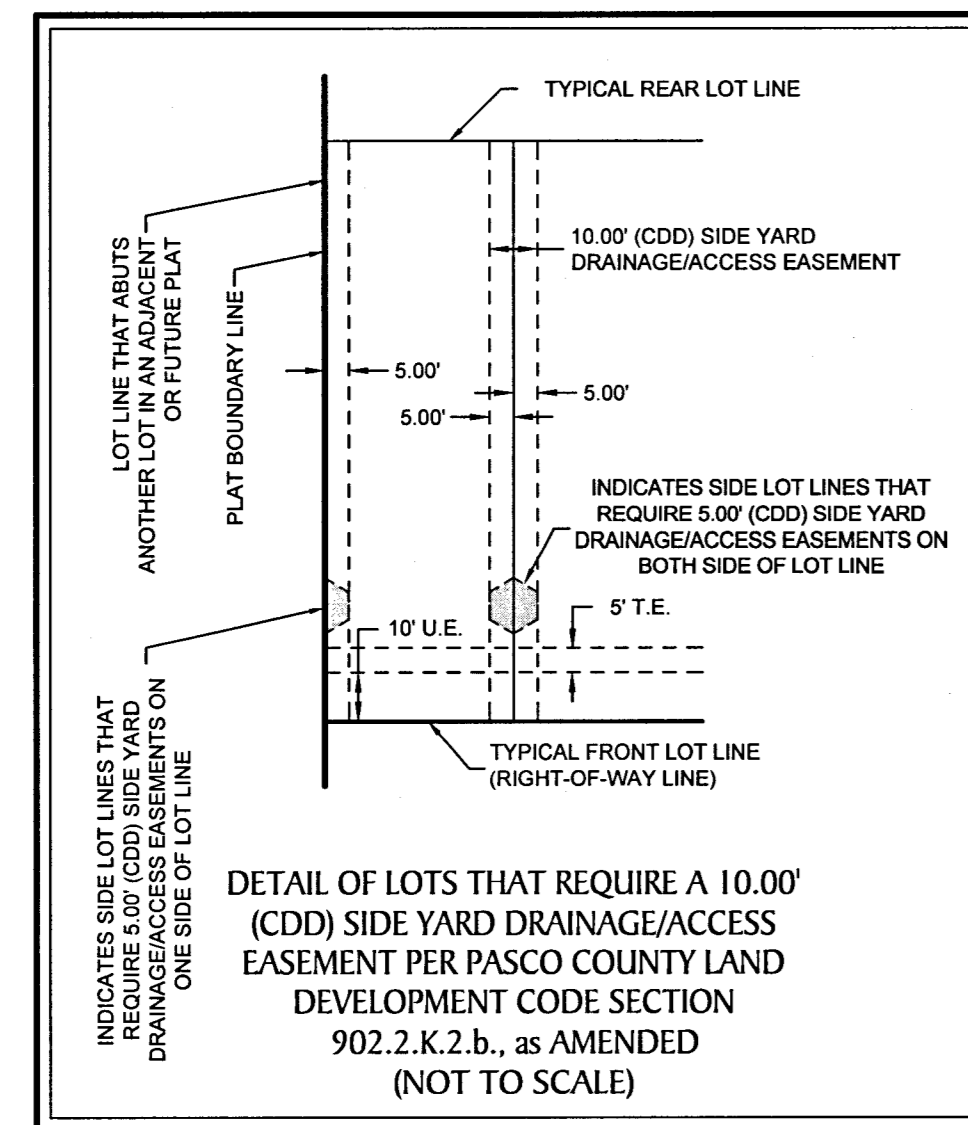 TYPICAL REAR LOT LINE
LOT LINE THAT ABUTS
ANOTHER LOT IN AN ADJACENT
OR FUTURE PLAT
PLAT BOUNDARY LINE
10.00' (CDD) SIDE YARD
DRAINAGE/ACCESS EASEMENT
5.00'
5.00'
5.00'
INDICATES SIDE LOT LINES THAT
REQUIRE 5.00' (CDD) SIDE YARD
DRAINAGE/ACCESS EASEMENTS ON
BOTH SIDE OF LOT LINE
5' T.E.
10' U.E.
INDICATES SIDE LOT LINES THAT
REQUIRE 5.00' (CDD) SIDE YARD
DRAINAGE/ACCESS EASEMENTS ON
ONE SIDE OF LOT LINE
TYPICAL FRONT LOT LINE
(RIGHT-OF-WAY LINE)
DETAIL OF LOTS THAT REQUIRE A 10.00'
(CDD) SIDE YARD DRAINAGE/ACCESS
EASEMENT PER PASCO COUNTY LAND
DEVELOPMENT CODE SECTION
902.2.K.2.b., as AMENDED
(NOT TO SCALE)